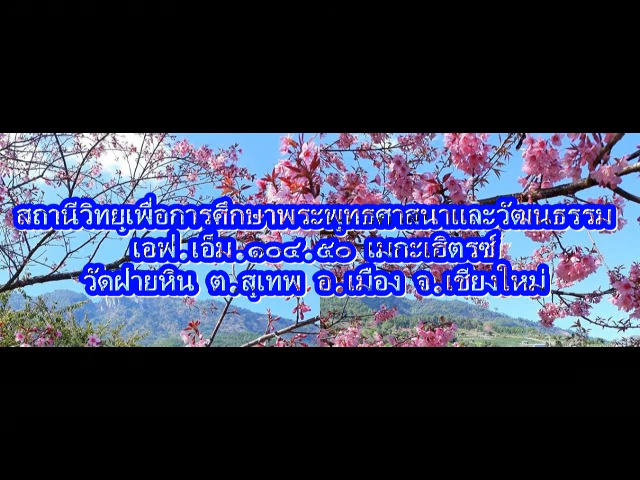 สถานีวิทยุเพื่อการศึกษาพระพุทธศาสนาและวัฒนธรรม
เอฟ.เอ็ม.๑๐๔.๕๐ เมกะเฮิตรซ์
วัดฝายหิน ต.สุเทพ อ.เมือง จ.เชียงใหม่